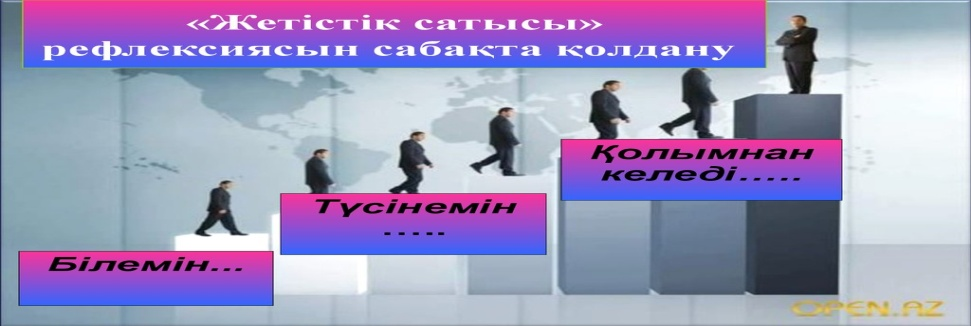 «Жетістік сатысы»
рефлексиясын сабақта қолдану
Қолымнан
келеді.....
Түсінемін
.....
Білемін...
OPEN.AZ